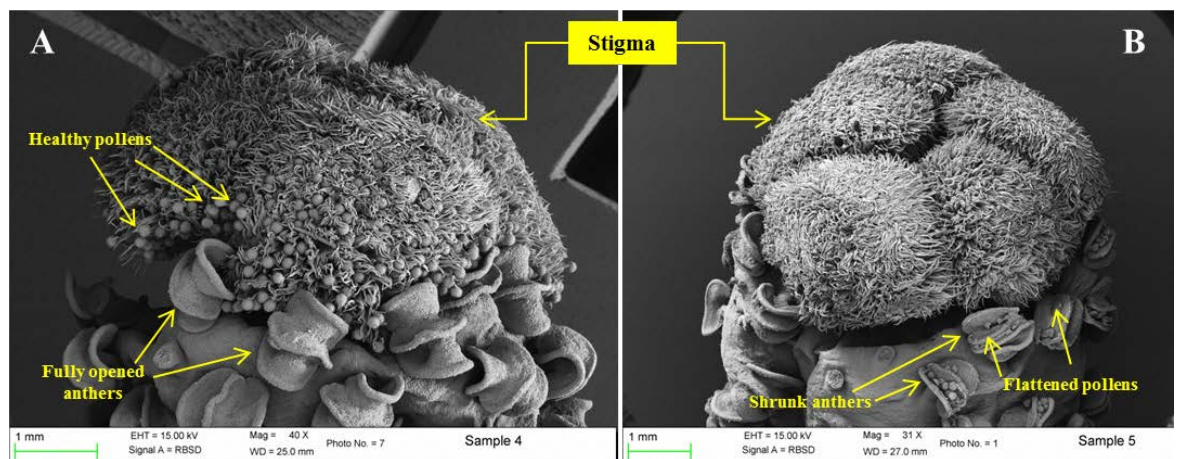 A
Stigma
B
Healthy pollens
Fully opened
anthers
Flattened pollens
Shrunk anthers
1 mm
EHT = 15.00 kV
Mag = 40 X
Photo No. = 7
Sample 4
Signal A = RBSD
WD = 25.0 mm
1 mm
EHT = 15.00 kV
Mag = 31 X
Photo No. = 1
Sample 5
Signal A = RBSD
WD = 27.0 mm